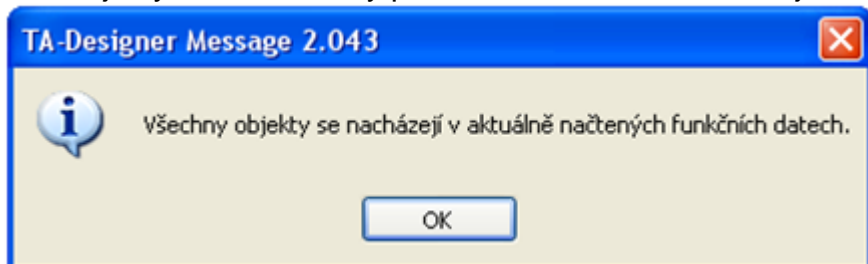 TA-Designer Message 2.043
Všechny objekty se nacházejí v aktuálně načtených funkčních datech.
OK